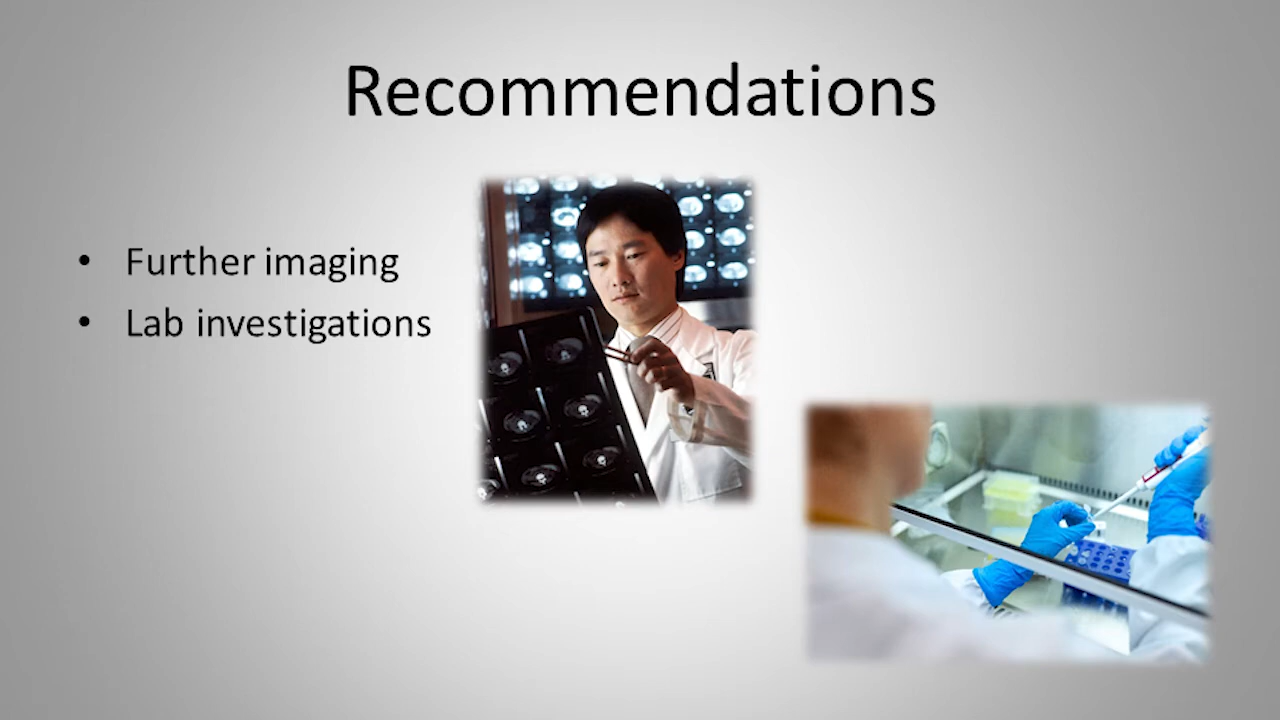 Recommendations
• Further imaging
• Lab investigations